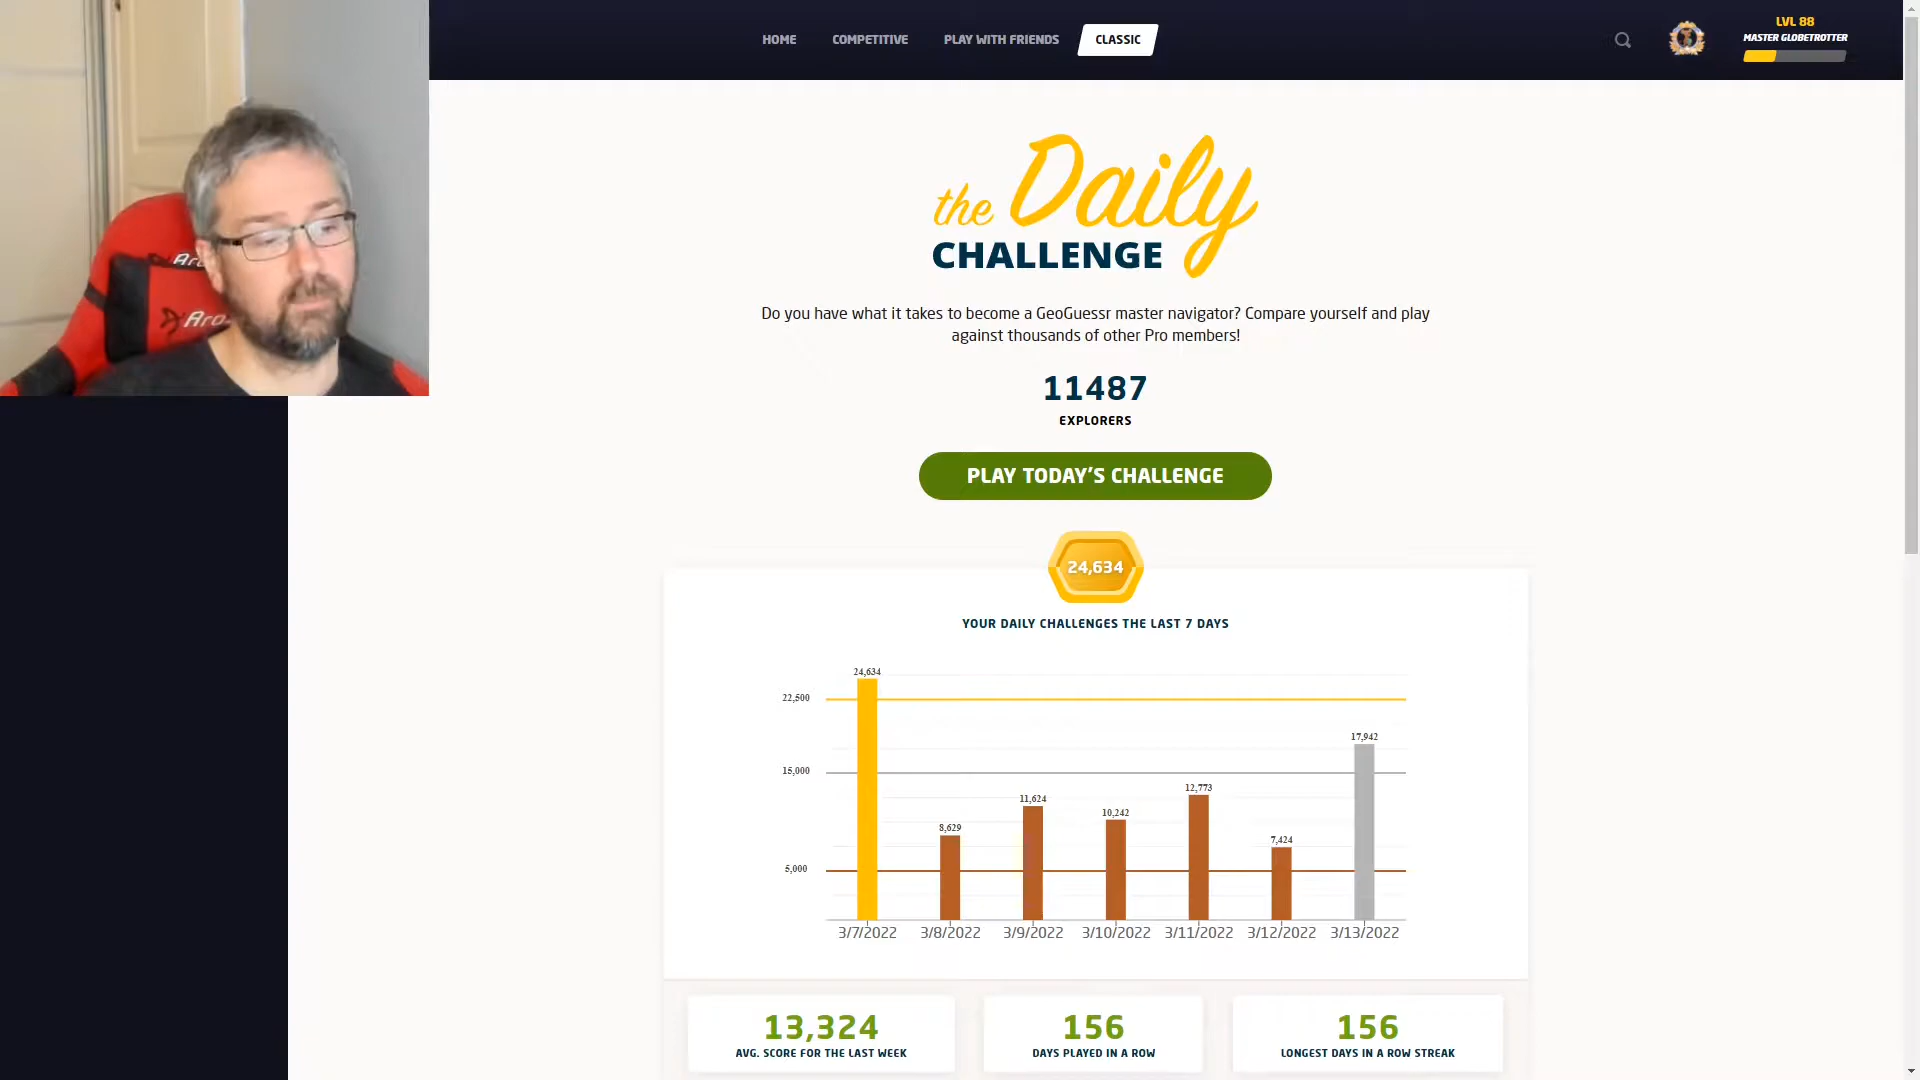 HOME COMPETITIVE PLAY WITH FRIENDS CLASSIC
LVL 88
MASTER GLOBETROTTER
the Daily
CHALLENGE
Do you have what it takes to become a GeoGuessr master navigator? Compare yourself and play
against thousands of other Pro members!
11487
EXPLORERS
PLAY TODAY'S CHALLENGE
24,634
YOUR DAILY CHALLENGES THE LAST 7 DAYS
24,634
22,500
17,942
15,000
12,773
11,624
10,242
8,629
7,424
5,000
3/7/2022 3/8/2022 3/9/2022 3/10/2022 3/11/2022 3/12/2022 3/13/2022
13,324 156 156
AVG. SCORE FOR THE LAST WEEK DAYS PLAYED IN A ROW LONGEST DAYS IN A ROW STREAK